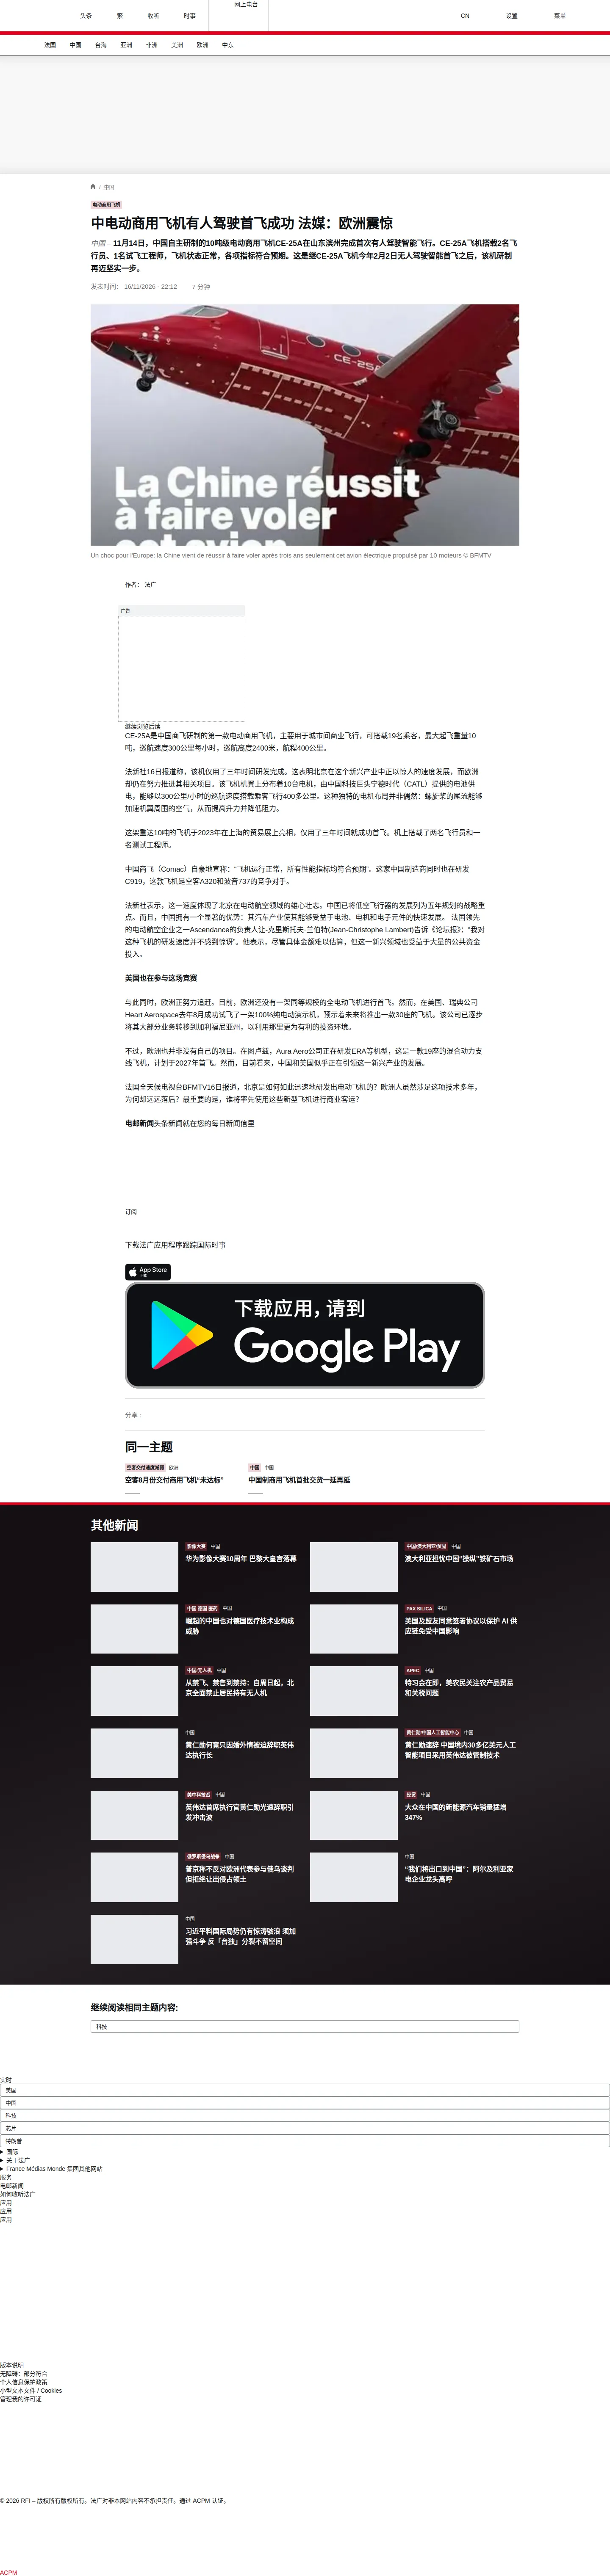 头条
繁
收听
时事
网上电台
CN
设置
菜单
法国
中国
台海
亚洲
非洲
美洲
欧洲
中东
/ 中国
电动商用飞机
中电动商用飞机有人驾驶首飞成功 法媒：欧洲震惊
中国 – 11月14日，中国自主研制的10吨级电动商用飞机CE-25A在山东滨州完成首次有人驾驶智能飞行。CE-25A飞机搭载2名飞
行员、1名试飞工程师，飞机状态正常，各项指标符合预期。这是继CE-25A飞机今年2月2日无人驾驶智能首飞之后，该机研制
再迈坚实一步。
发表时间： 16/11/2026 - 22:12
7 分钟
CE-25A
La Chine réussit
à faire voler
cet avion
Un choc pour l'Europe: la Chine vient de réussir à faire voler après trois ans seulement cet avion électrique propulsé par 10 moteurs © BFMTV
作者： 法广
广告
继续浏览后续
CE-25A是中国商飞研制的第一款电动商用飞机，主要用于城市间商业飞行，可搭载19名乘客，最大起飞重量10
吨，巡航速度300公里每小时，巡航高度2400米，航程400公里。
法新社16日报道称，该机仅用了三年时间研发完成。这表明北京在这个新兴产业中正以惊人的速度发展，而欧洲
却仍在努力推进其相关项目。该飞机机翼上分布着10台电机，由中国科技巨头宁德时代（CATL）提供的电池供
电，能够以300公里/小时的巡航速度搭载乘客飞行400多公里。这种独特的电机布局并非偶然：螺旋桨的尾流能够
加速机翼周围的空气，从而提高升力并降低阻力。
这架重达10吨的飞机于2023年在上海的贸易展上亮相，仅用了三年时间就成功首飞。机上搭载了两名飞行员和一
名测试工程师。
中国商飞（Comac）自豪地宣称：“飞机运行正常，所有性能指标均符合预期”。这家中国制造商同时也在研发
C919，这款飞机是空客A320和波音737的竞争对手。
法新社表示，这一速度体现了北京在电动航空领域的雄心壮志。中国已将低空飞行器的发展列为五年规划的战略重
点。而且，中国拥有一个显著的优势：其汽车产业使其能够受益于电池、电机和电子元件的快速发展。 法国领先
的电动航空企业之一Ascendance的负责人让-克里斯托夫·兰伯特(Jean-Christophe Lambert)告诉《论坛报》：“我对
这种飞机的研发速度并不感到惊讶”。他表示，尽管具体金额难以估算，但这一新兴领域也受益于大量的公共资金
投入。
美国也在参与这场竞赛
与此同时，欧洲正努力追赶。目前，欧洲还没有一架同等规模的全电动飞机进行首飞。然而，在美国、瑞典公司
Heart Aerospace去年8月成功试飞了一架100%纯电动演示机，预示着未来将推出一款30座的飞机。该公司已逐步
将其大部分业务转移到加利福尼亚州，以利用那里更为有利的投资环境。
不过，欧洲也并非没有自己的项目。在图卢兹，Aura Aero公司正在研发ERA等机型，这是一款19座的混合动力支
线飞机，计划于2027年首飞。然而，目前看来，中国和美国似乎正在引领这一新兴产业的发展。
法国全天候电视台BFMTV16日报道，北京是如何如此迅速地研发出电动飞机的？欧洲人虽然涉足这项技术多年，
为何却远远落后？最重要的是，谁将率先使用这些新型飞机进行商业客运？
电邮新闻头条新闻就在您的每日新闻信里
订阅
下载法广应用程序跟踪国际时事
App Store
下载
下载应用，请到
Google Play
分享 :
同一主题
空客交付速度减弱 欧洲
空客8月份交付商用飞机“未达标”
中国 中国
中国制商用飞机首批交货一延再延
其他新闻
影像大赛 中国
华为影像大赛10周年 巴黎大皇宫落幕
中国/澳大利亚/贸易 中国
澳大利亚担忧中国“操纵”铁矿石市场
中国 德国 医药 中国
崛起的中国也对德国医疗技术业构成
威胁
PAX SILICA 中国
美国及盟友同意签署协议以保护 AI 供
应链免受中国影响
中国/无人机 中国
从禁飞、禁售到禁持：自周日起，北
京全面禁止居民持有无人机
APEC 中国
特习会在即，美农民关注农产品贸易
和关税问题
中国
黄仁勋何竟只因婚外情被迫辞职英伟
达执行长
黄仁勋/中国人工智能中心 中国
黄仁勋速辞 中国境内30多亿美元人工
智能项目采用英伟达被管制技术
美中科技战 中国
英伟达首席执行官黄仁勋光速辞职引
发冲击波
经贸 中国
大众在中国的新能源汽车销量猛增
347%
俄罗斯侵乌战争 中国
普京称不反对欧洲代表参与俄乌谈判
但拒绝让出侵占领土
中国
“我们将出口到中国”：阿尔及利亚家
电企业龙头高呼
中国
习近平料国际局势仍有惊涛骇浪 须加
强斗争 反「台独」分裂不留空间
继续阅读相同主题内容:
科技
实时
美国
中国
科技
芯片
特朗普
国际
关于法广
France Médias Monde 集团其他网站
服务
电邮新闻
如何收听法广
应用
应用
应用
版本说明
无障碍：部分符合
个人信息保护政策
小型文本文件 / Cookies
管理我的许可证
© 2026 RFI – 版权所有版权所有。法广对非本网站内容不承担责任。通过 ACPM 认证。
ACPM